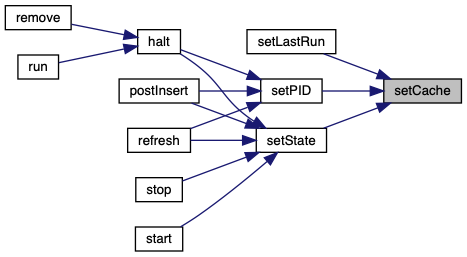 remove
halt
setLastRun
run
postInsert
setPID
setCache
refresh
setState
stop
start